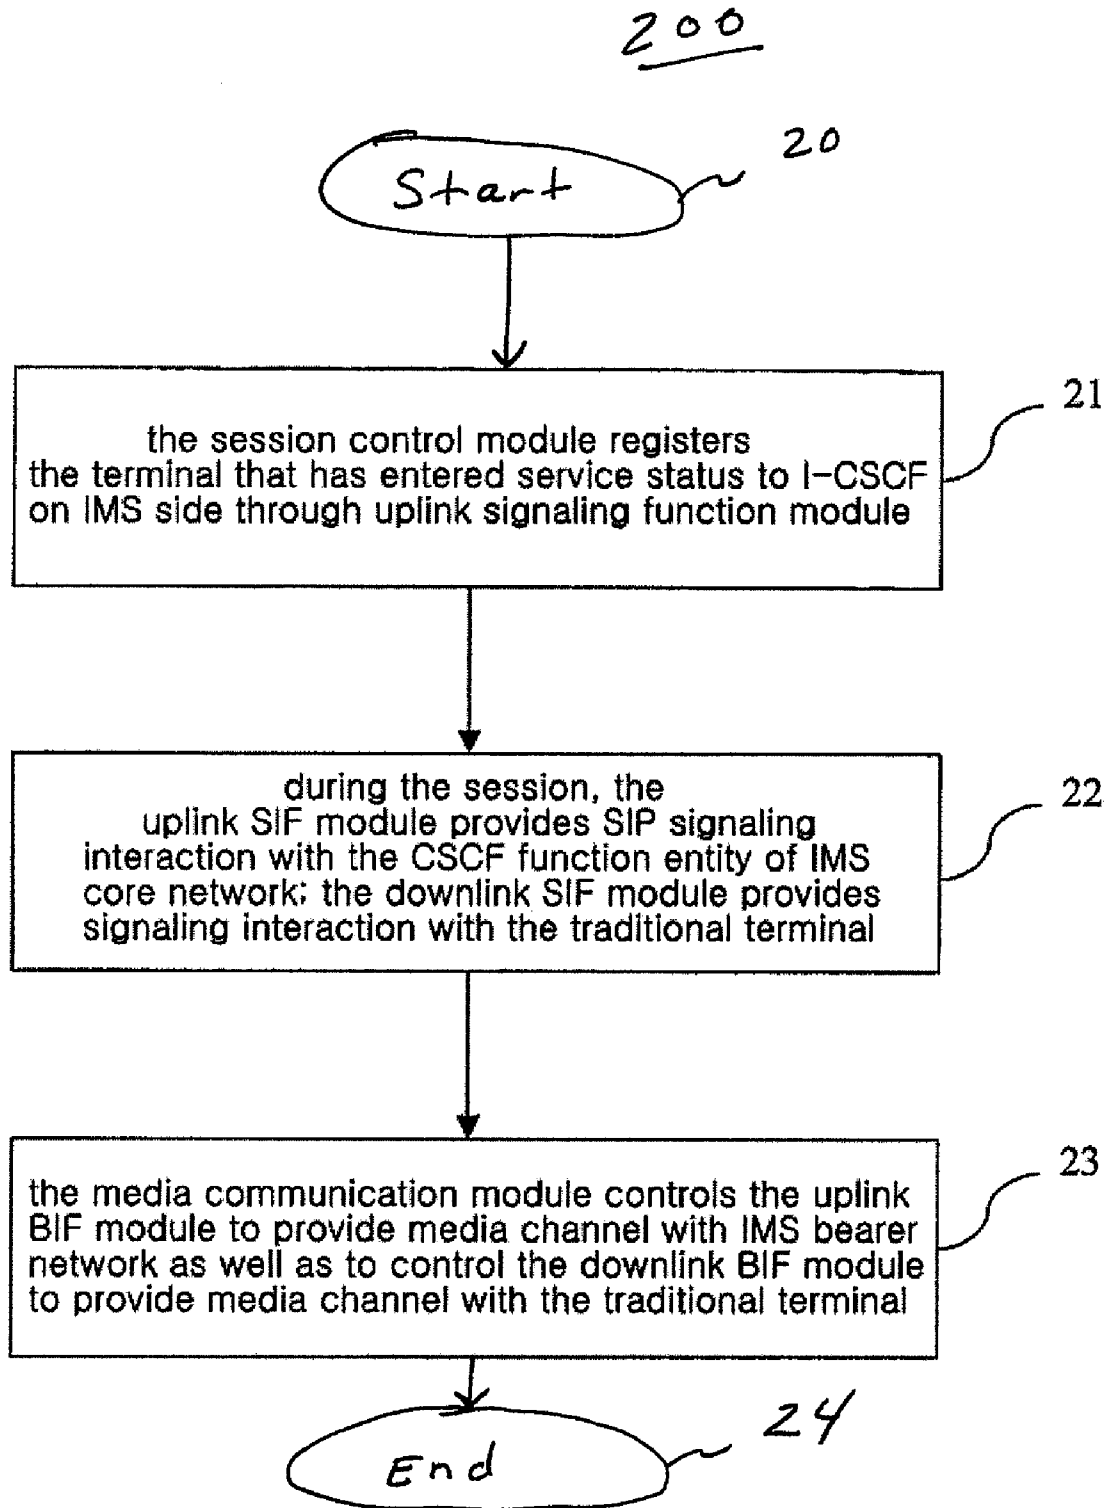 200
20
Start
21
the session control module registers
the terminal that has entered service status to I-CSCF
on IMS side through uplink signaling function module
22
during the session, the
uplink SIF module provides SIP signaling
interaction with the CSCF function entity of IMS
core network; the downlink SIF module provides
signaling interaction with the traditional terminal
23
the media communication module controls the uplink
BIF module to provide media channel with IMS bearer
network as well as to control the downlink BIF module
to provide media channel with the traditional terminal
24
End